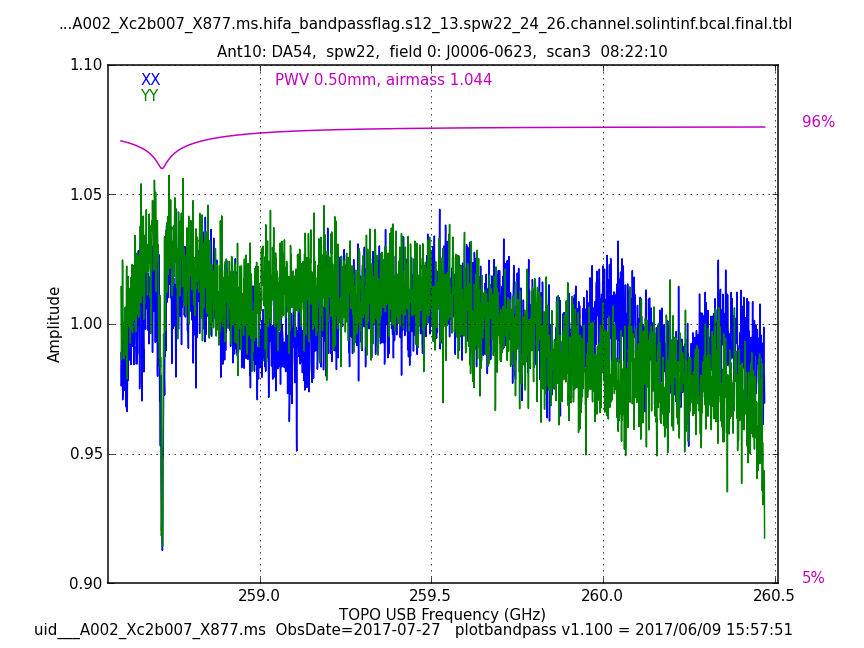 ...A002_Xc2b007_X877.ms.hifa_bandpassflag.s12_13.spw22_24_26.channel.solintinf.bcal.final.tbl
Ant10: DA54, spw22, field 0: J0006-0623, scan3 08:22:10
1.10
XX
PWV 0.50mm, airmass 1.044
YY
96%
1.05
1.00
Amplitude
0.95
5%
0.90
259.0
259.5
260.0
260.5
TOPO USB Frequency (GHz)
uid___A002_Xc2b007_X877.ms ObsDate=2017-07-27 plotbandpass v1.100 = 2017/06/09 15:57:51